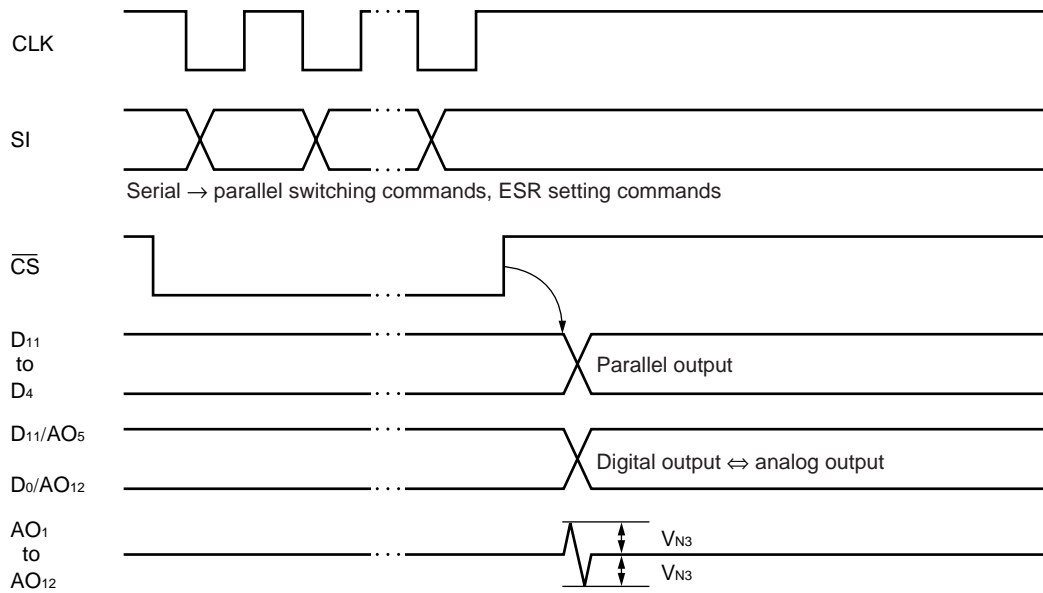 CLK
SI
Serial → parallel switching commands, ESR setting commands
CS
D11
to
D4
Parallel output
D11/AO5
Digital output ⇔ analog output
D0/AO12
AO1
to
AO12
VN3
VN3